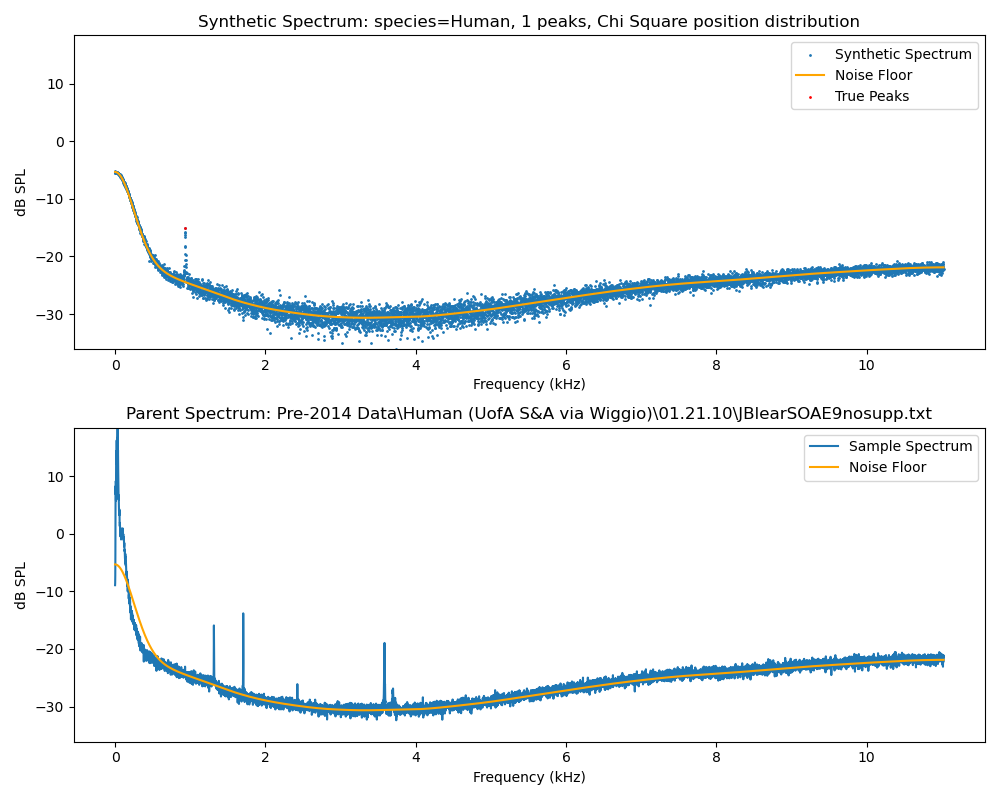 Synthetic Spectrum: species=Human, 1 peaks, Chi Square position distribution
Synthetic Spectrum
Noise Floor
True Peaks
dB SPL
10
0
−10
−20
−30
0 2 4 6 8 10
Frequency (kHz)
Parent Spectrum: Pre-2014 Data\Human (UofA S&A via Wiggio)\01.21.10\JBlearSOAE9nosupp.txt
Sample Spectrum
Noise Floor
dB SPL
10
0
−10
−20
−30
0 2 4 6 8 10
Frequency (kHz)